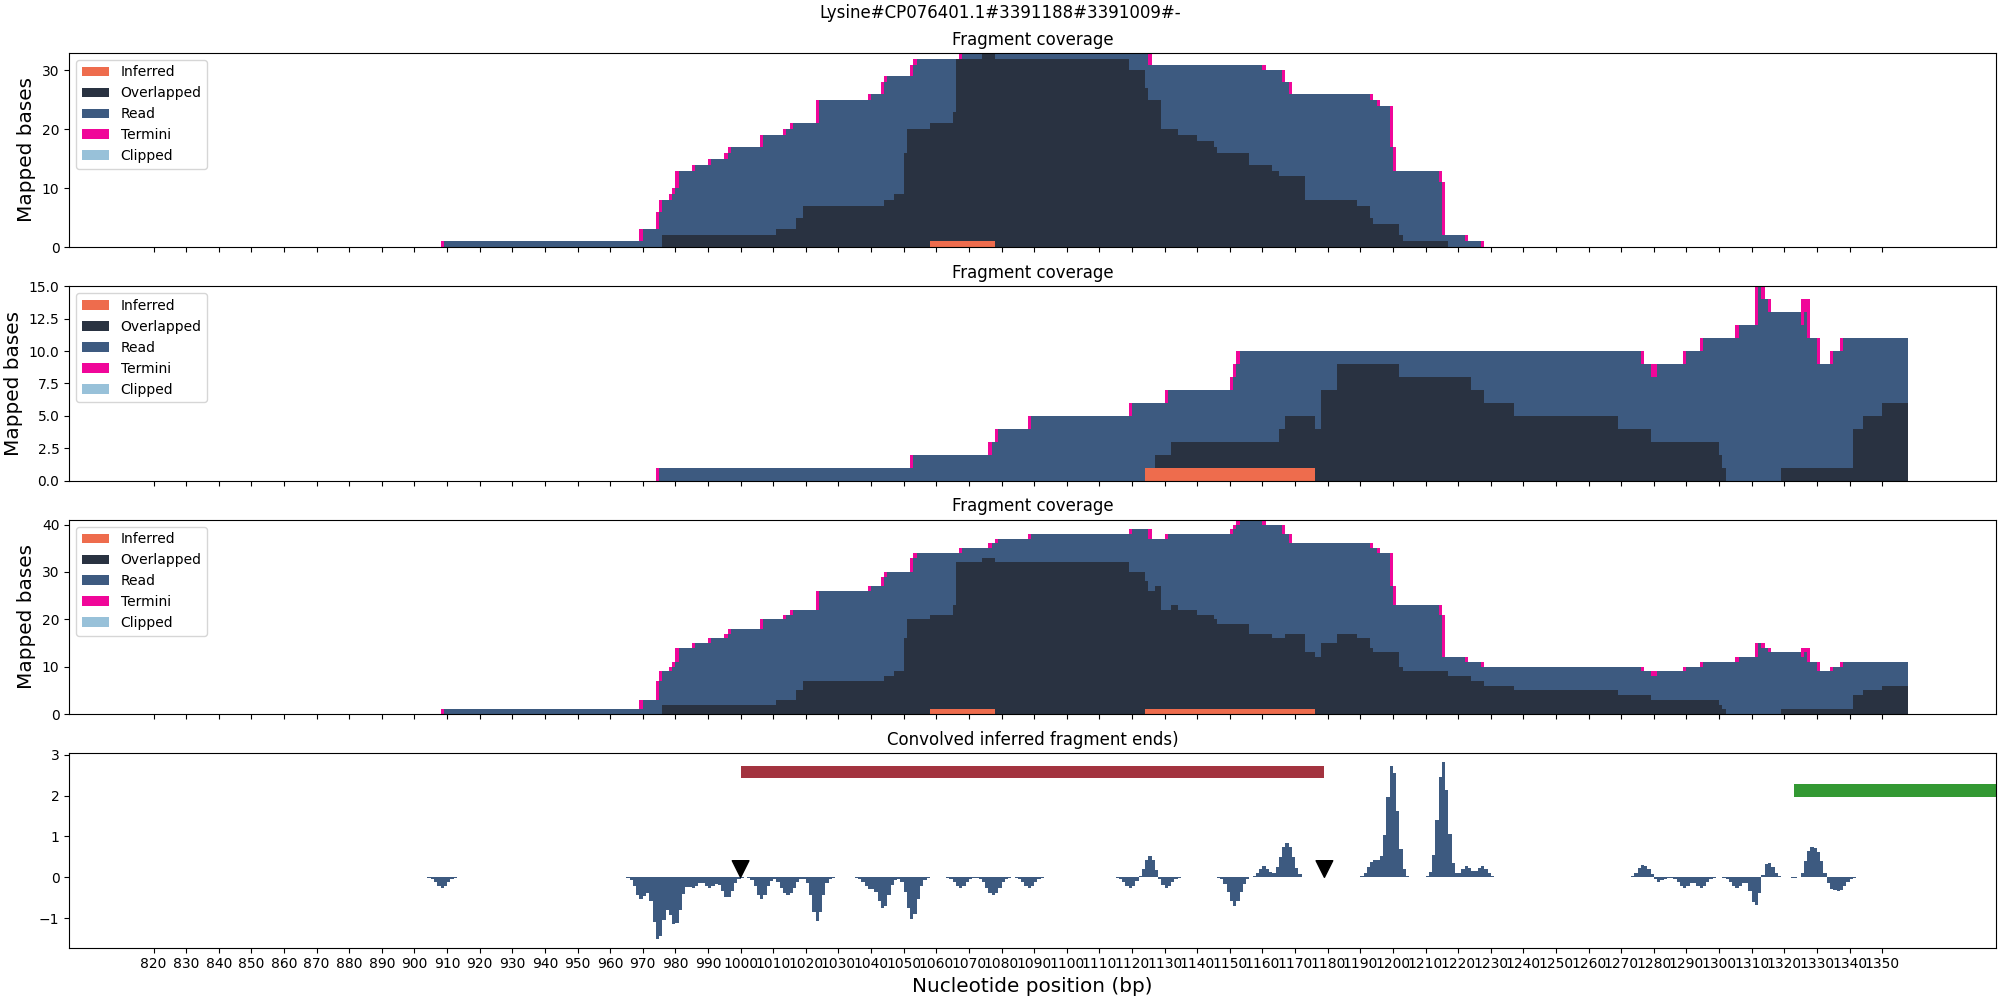 Lysine#CP076401.1#3391188#3391009#-
Fragment coverage
Mapped bases
30
20
10
0
Inferred
Overlapped
Read
Termini
Clipped
Fragment coverage
Mapped bases
15.0
12.5
10.0
7.5
5.0
2.5
0.0
Inferred
Overlapped
Read
Termini
Clipped
Fragment coverage
Mapped bases
40
30
20
10
0
Inferred
Overlapped
Read
Termini
Clipped
Convolved inferred fragment ends)
3
2
1
0
−1
820 830 840 850 860 870 880 890 900 910 920 930 940 950 960 970 980 990 1000 1010 1020 1030 1040 1050 1060 1070 1080 1090 1100 1110 1120 1130 1140 1150 1160 1170 1180 1190 1200 1210 1220 1230 1240 1250 1260 1270 1280 1290 1300 1310 1320 1330 1340 1350
Nucleotide position (bp)